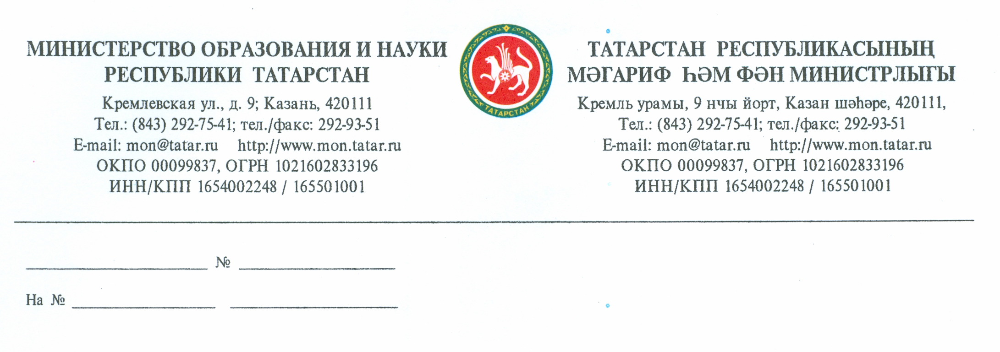 МИНИСТЕРСТВО ОБРАЗОВАНИЯ И НАУКИ
РЕСПУБЛИКИ ТАТАРСТАН
Кремлевская ул., д. 9; Казань, 420111
Тел.: (843) 292-75-41; тел./факс: 292-93-51
E-mail: mon@tatar.ru http://www.mon.tatar.ru
ОКПО 00099837, ОГРН 1021602833196
ИНН/КПП 1654002248 / 165501001
ТАТАРСТАН
ТАТАРСТАН РЕСПУБЛИКАСЫНЫҢ
МӘГАРИФ ҺӘМ ФӘН МИНИСТРЛЫГЫ
Кремль урамы, 9 нчы йорт, Казан шәһәре, 420111,
Тел.: (843) 292-75-41; тел./факс: 292-93-51
E-mail: mon@tatar.ru http://www.mon.tatar.ru
ОКПО 00099837, ОГРН 1021602833196
ИНН/КПП 1654002248 / 165501001
№
На №